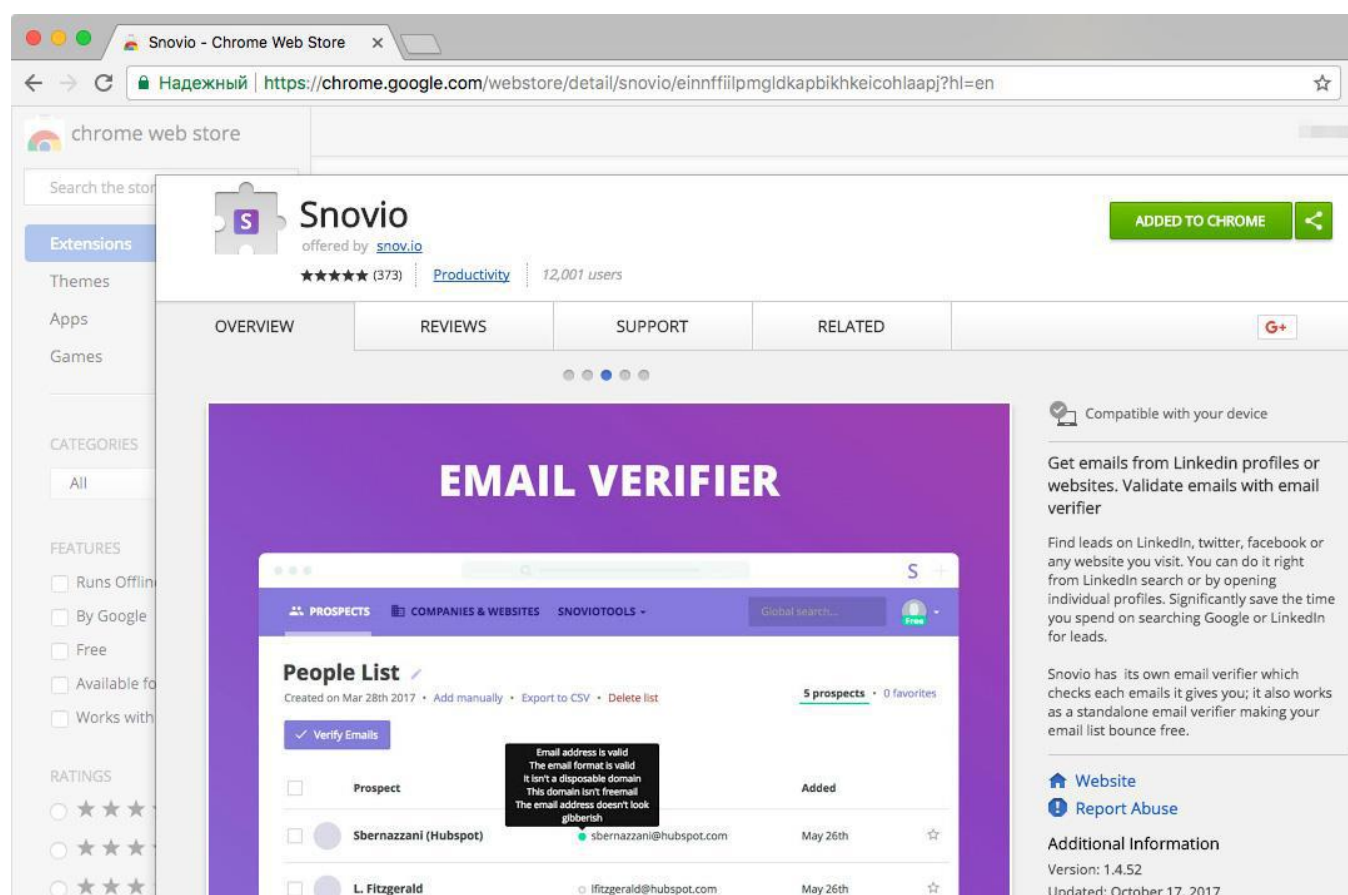 Snovio - Chrome Web Store
Надежный | https://chrome.google.com/webstore/detail/snovio/einnffiilpmgldkapbikhkeicohlaapj?hl=en
chrome web store
Search the stor
Snovio
offered by snov.io
(373) Productivity 12,001 users
ADDED TO CHROME
Extensions
Themes
Apps
Games
OVERVIEW REVIEWS SUPPORT RELATED
G+
CATEGORIES
All
FEATURES
Runs Offlin
By Google
Free
Available fo
Works with
RATINGS
EMAIL VERIFIER
S
PROSPECTS COMPANIES & WEBSITES SNOVIOTOOLS
Global search...
Free
People List
Created on Mar 28th 2017 • Add manually • Export to CSV • Delete list
5 prospects • 0 favorites
Verify Emails
Email address is valid
The email format is valid
It isn't a disposable domain
This domain isn't freemail
The email address doesn't look
gibberish
Prospect Added
Sbernazzani (Hubspot) sbernazzani@hubspot.com May 26th
L. Fitzgerald lfitzgerald@hubspot.com May 26th
Compatible with your device
Get emails from Linkedin profiles or
websites. Validate emails with email
verifier
Find leads on LinkedIn, twitter, facebook or
any website you visit. You can do it right
from LinkedIn search or by opening
individual profiles. Significantly save the time
you spend on searching Google or LinkedIn
for leads.
Snovio has its own email verifier which
checks each emails it gives you; it also works
as a standalone email verifier making your
email list bounce free.
Website
Report Abuse
Additional Information
Version: 1.4.52
Updated: October 17, 2017